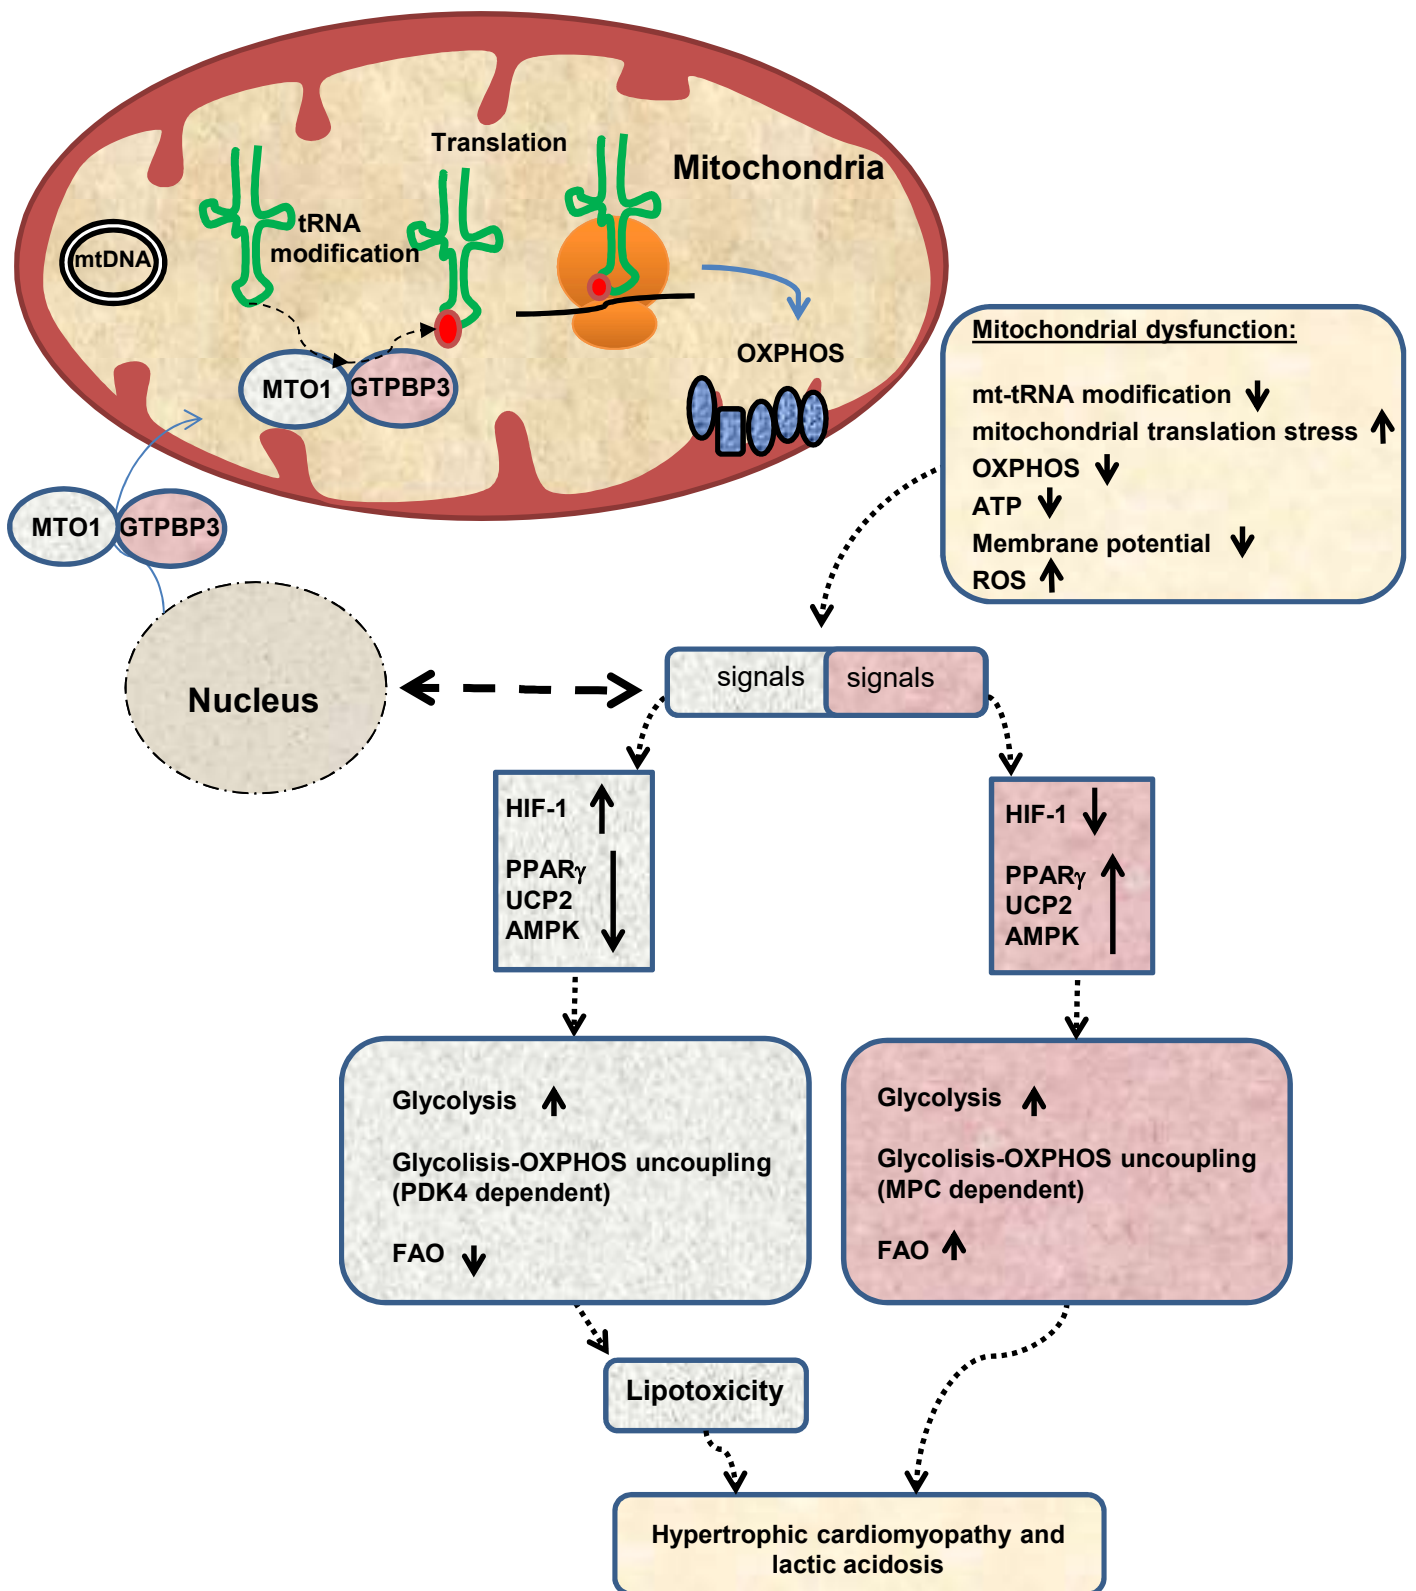 Translation
Mitochondria
tRNA
modification
mtDNA
MTO1
GTPBP3
OXPHOS
MTO1
GTPBP3
Nucleus
Mitochondrial dysfunction:
mt-tRNA modification ↓
mitochondrial translation stress ↑
OXPHOS ↓
ATP ↓
Membrane potential ↓
ROS ↑
signals
signals
HIF-1 ↑
PPARγ
UCP2
AMPK ↓
HIF-1 ↓
PPARγ
UCP2
AMPK ↑
Glycolysis ↑
Glycolisis-OXPHOS uncoupling
(PDK4 dependent)
FAO ↓
Glycolysis ↑
Glycolisis-OXPHOS uncoupling
(MPC dependent)
FAO ↑
Lipotoxicity
Hypertrophic cardiomyopathy and
lactic acidosis